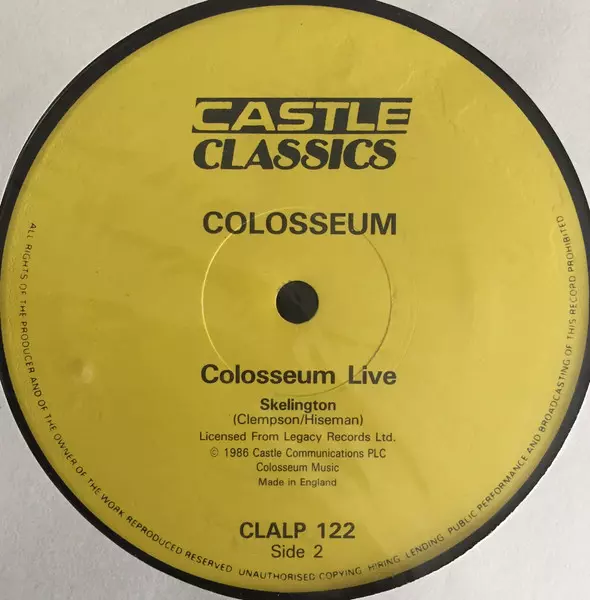 CASTLE
CLASSICS
COLOSSEUM
Colosseum Live
Skelington
(Clempson/Hiseman)
Licensed From Legacy Records Ltd.
© 1986 Castle Communications PLC
Colosseum Music
Made in England
CLALP 122
Side 2
ALL RIGHTS OF THE PRODUCER AND OF THE OWNER OF THE WORK REPRODUCED RESERVED UNAUTHORISED COPYING HIRING LENDING PUBLIC PERFORMANCE AND BROADCASTING OF THIS RECORD PROHIBITED